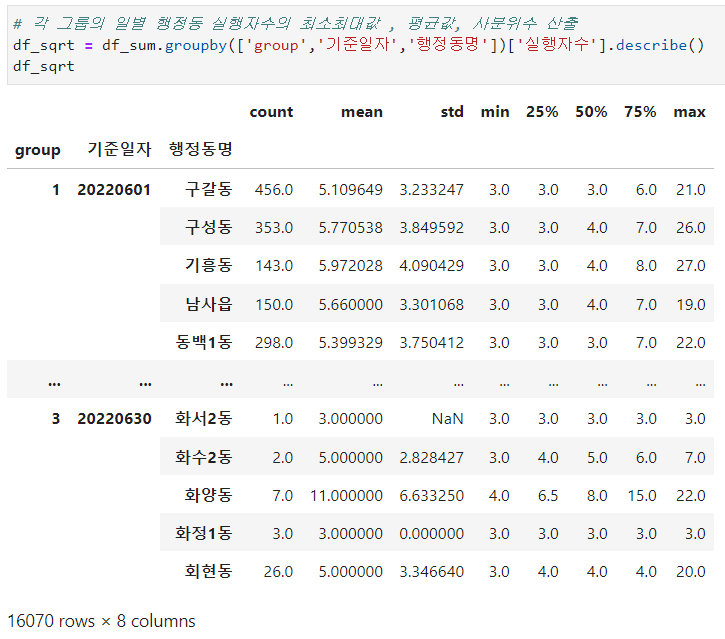 # 각 그룹의 일별 행정동 실행자수의 최소최대값 , 평균값, 사분위수 산출
df_sqrt = df_sum.groupby(['group','기준일자','행정동명'])['실행자수'].describe()
df_sqrt
count mean std min 25% 50% 75% max
group 기준일자 행정동명
1 20220601 구갈동 456.0 5.109649 3.233247 3.0 3.0 3.0 6.0 21.0
구성동 353.0 5.770538 3.849592 3.0 3.0 4.0 7.0 26.0
기흥동 143.0 5.972028 4.090429 3.0 3.0 4.0 8.0 27.0
남사읍 150.0 5.660000 3.301068 3.0 3.0 4.0 7.0 19.0
동백1동 298.0 5.399329 3.750412 3.0 3.0 3.0 7.0 22.0
... ... ... ... ... ... ... ... ... ... ...
3 20220630 화서2동 1.0 3.000000 NaN 3.0 3.0 3.0 3.0 3.0
화수2동 2.0 5.000000 2.828427 3.0 4.0 5.0 6.0 7.0
화양동 7.0 11.000000 6.633250 4.0 6.5 8.0 15.0 22.0
화정1동 3.0 3.000000 0.000000 3.0 3.0 3.0 3.0 3.0
회현동 26.0 5.000000 3.346640 3.0 4.0 4.0 4.0 20.0
16070 rows × 8 columns